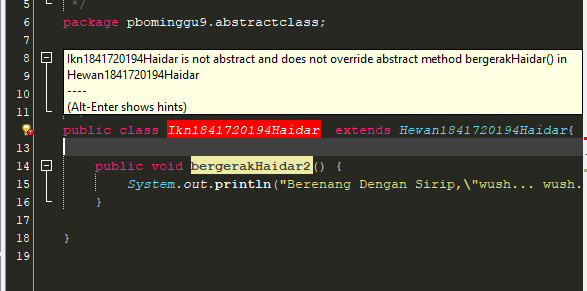 5 */
6 package pbominggu9.abstractclass;
7
8 Ikn1841720194Haidar is not abstract and does not override abstract method bergerakHaidar() in
9 Hewan1841720194Haidar
10 ----
11 (Alt-Enter shows hints)
public class Ikn1841720194Haidar extends Hewan1841720194Haidar{
13
14 public void bergerakHaidar2() {
15 System.out.println("Berenang Dengan Sirip,\"wush... wush.
16 }
17
18 }
19